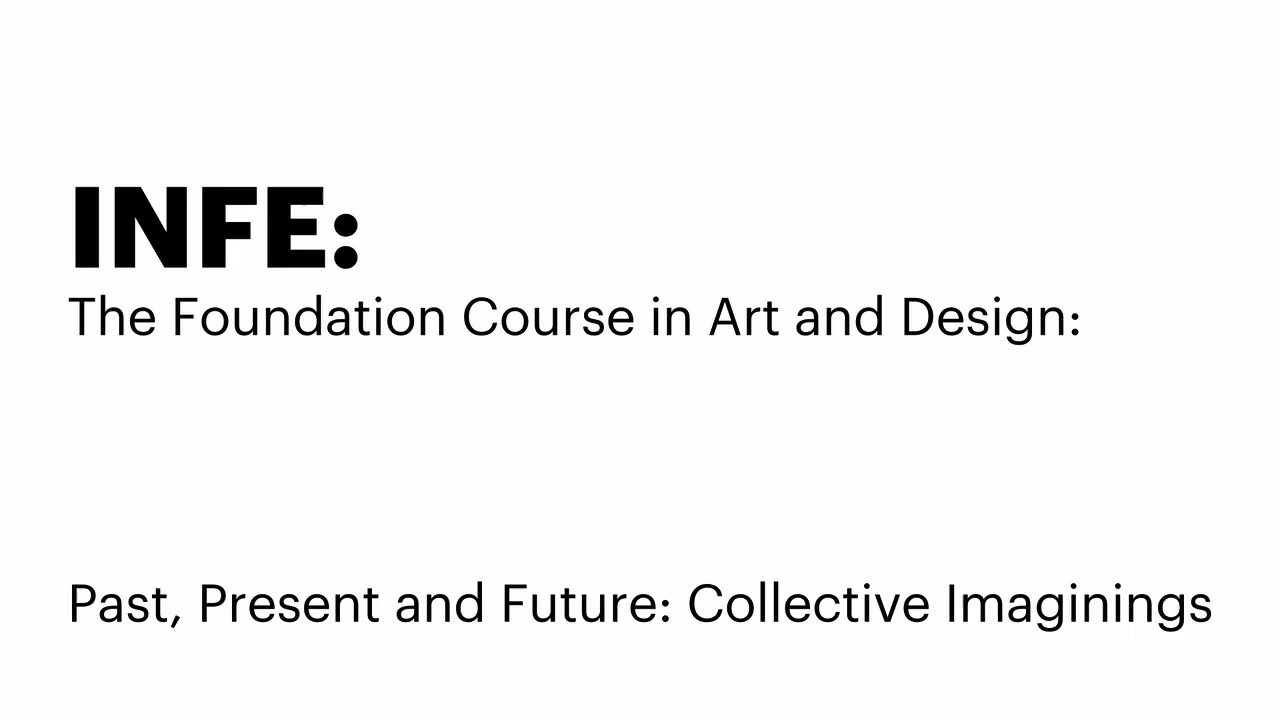 INFE:
The Foundation Course in Art and Design:
Past, Present and Future: Collective Imaginings